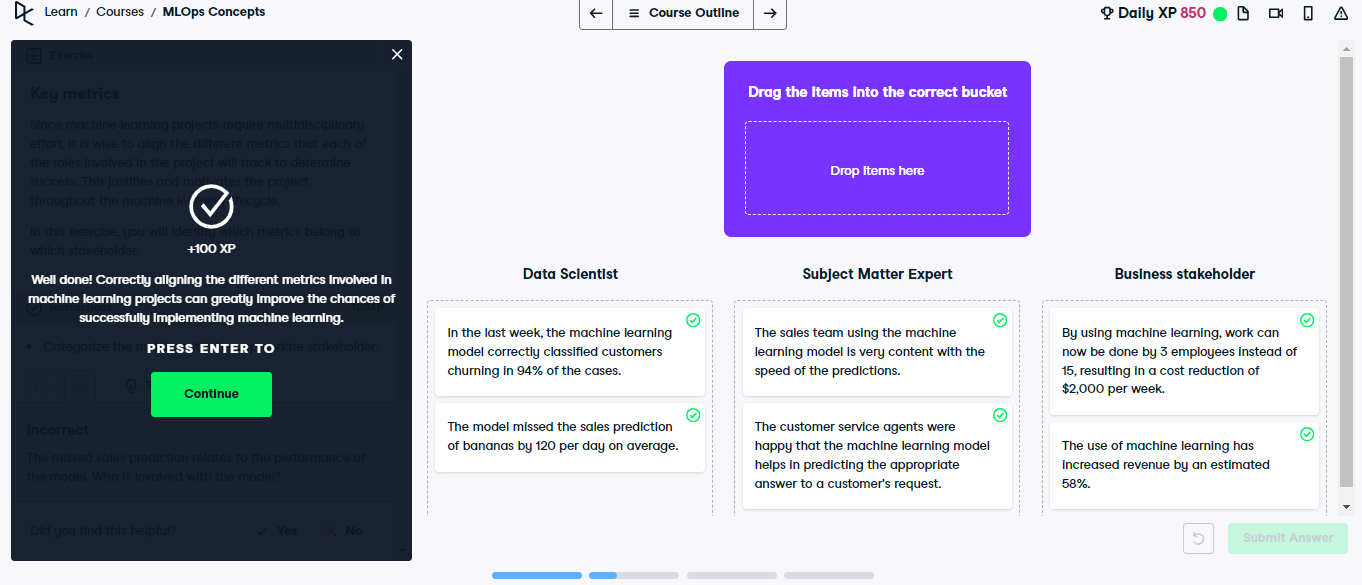 Learn / Courses / MLOps Concepts
Course Outline
Daily XP 850
Exercise
Key metrics
Since machine learning projects require multidisciplinary
effort, it is wise to align the different metrics that each of
the roles involved in the project will track to determine
success. This justifies and motivates the project
throughout the machine lifecycle.
In this exercise, you will identify which metrics belong to
which stakeholder.
+100 XP
Well done! Correctly aligning the different metrics involved in
machine learning projects can greatly improve the chances of
successfully implementing machine learning.
Categorize the stakeholder.
PRESS ENTER TO
Continue
Incorrect
The missed sales prediction relates to the performance of
the model. Who is involved with the model?
Did you find this helpful? Yes No
Drag the items into the correct bucket
Drop items here
Data Scientist
In the last week, the machine learning
model correctly classified customers
churning in 94% of the cases.
The model missed the sales prediction
of bananas by 120 per day on average.
Subject Matter Expert
The sales team using the machine
learning model is very content with the
speed of the predictions.
The customer service agents were
happy that the machine learning model
helps in predicting the appropriate
answer to a customer's request.
Business stakeholder
By using machine learning, work can
now be done by 3 employees instead of
15, resulting in a cost reduction of
$2,000 per week.
The use of machine learning has
increased revenue by an estimated
58%.
Submit Answer